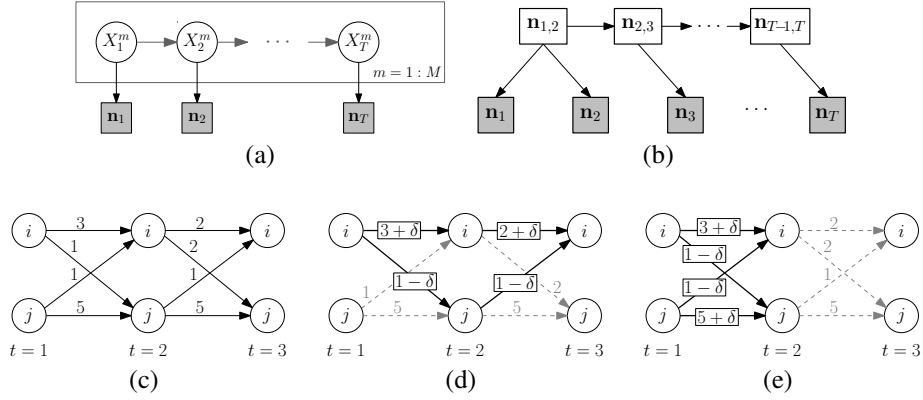 X_1^m X_2^m · · · X_T^m
m = 1 : M
n_1 n_2 n_T
(a)
n_{1,2} n_{2,3} · · · n_{T-1,T}
n_1 n_2 n_3 · · · n_T
(b)
i 3 i 2 i
1 2
1 1
j 5 j 5 j
t = 1 t = 2 t = 3
(c)
i 3 + δ i 2 + δ i
1 1 − δ 1 − δ 2
j 5 j 5 j
t = 1 t = 2 t = 3
(d)
i 3 + δ i 2 i
1 − δ 2
1 − δ 1
j 5 + δ j 5 j
t = 1 t = 2 t = 3
(e)